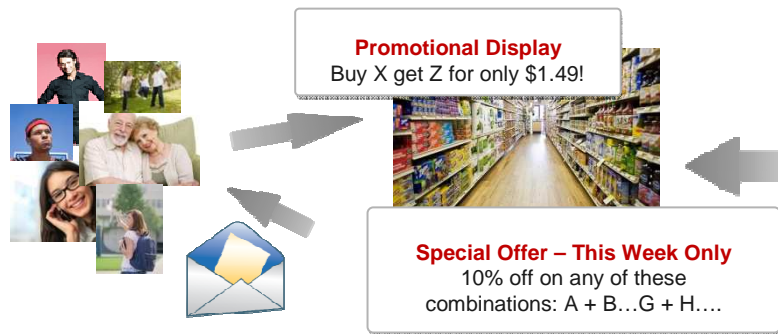 Promotional Display
Buy X get Z for only $1.49!
Special Offer – This Week Only
10% off on any of these
combinations: A + B…G + H….